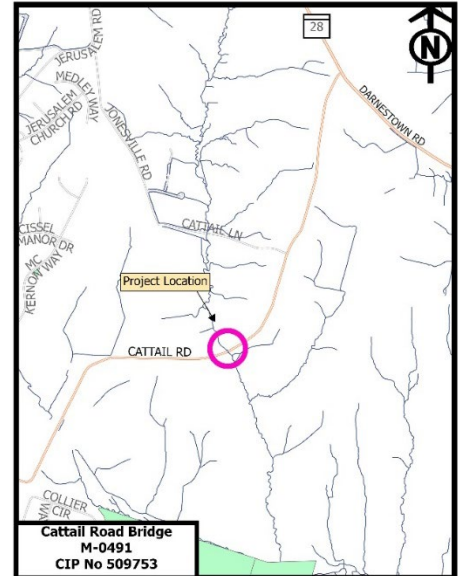 28
N
JERUSALEM RD
MEDLEY WAY
JERUSALEM
CHURCH RD
JONESVILLE RD
DARNESTOWN RD
CISSEL
MANOR DR
MC
KERNON WAY
CATTAIL LN
Project Location
CATTAIL RD
COLLIER
CIR
WA
Cattail Road Bridge
M-0491
CIP No 509753